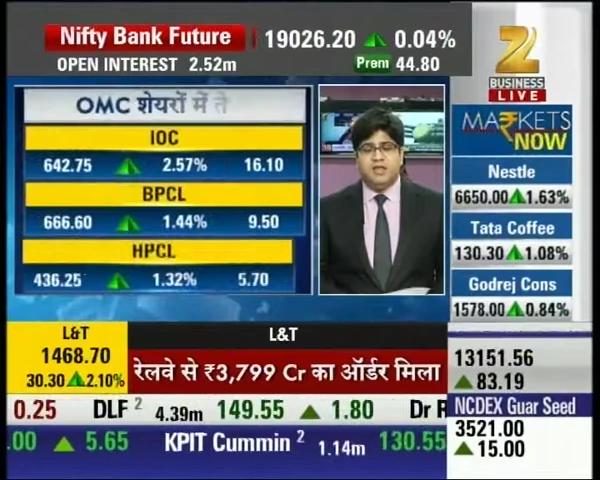 Nifty Bank Future 19026.20 0.04%
OPEN INTEREST 2.52m Prem 44.80
Z
BUSINESS
LIVE
OMC शेयरों में ते
IOC
642.75 2.57% 16.10
BPCL
666.60 1.44% 9.50
HPCL
436.25 1.32% 5.70
MA₹KETS
NOW
Nestle
6650.00 1.63%
Tata Coffee
130.30 1.08%
Godrej Cons
1578.00 0.84%
L&T
1468.70
30.30 2.10%
L&T
रेलवे से ₹3,799 Cr का ऑर्डर मिला
13151.56
83.19
0.25 DLF 2 4.39m 149.55 1.80 Dr R
.00 5.65 KPIT Cummin 2 1.14m 130.55
NCDEX Guar Seed
3521.00
15.00